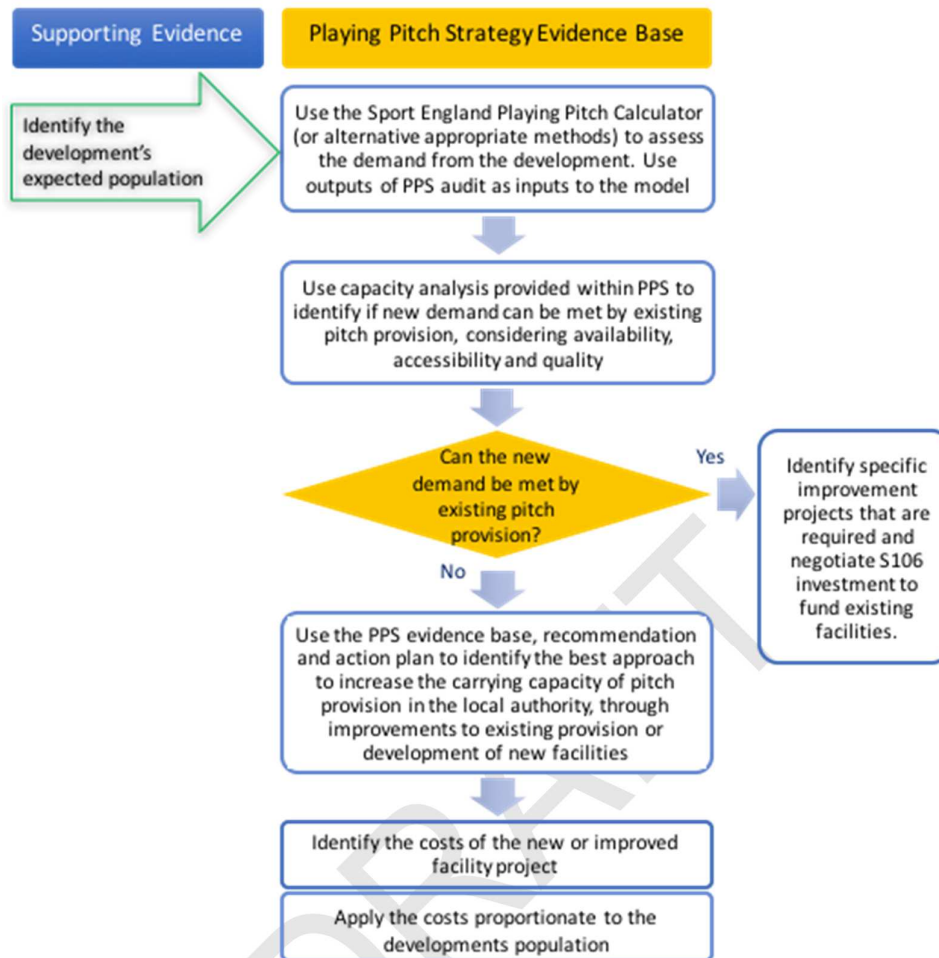 Supporting Evidence
Playing Pitch Strategy Evidence Base
Identify the
development's
expected population
Use the Sport England Playing Pitch Calculator
(or alternative appropriate methods) to assess
the demand from the development. Use
outputs of PPS audit as inputs to the model
Use capacity analysis provided within PPS to
identify if new demand can be met by existing
pitch provision, considering availability,
accessibility and quality
Can the new
demand be met by
existing pitch
provision?
Yes
Identify specific
improvement
projects that are
required and
negotiate S106
investment to
fund existing
facilities.
No
Use the PPS evidence base, recommendation
and action plan to identify the best approach
to increase the carrying capacity of pitch
provision in the local authority, through
improvements to existing provision or
development of new facilities
Identify the costs of the new or improved
facility project
Apply the costs proportionate to the
developments population
DRAFT